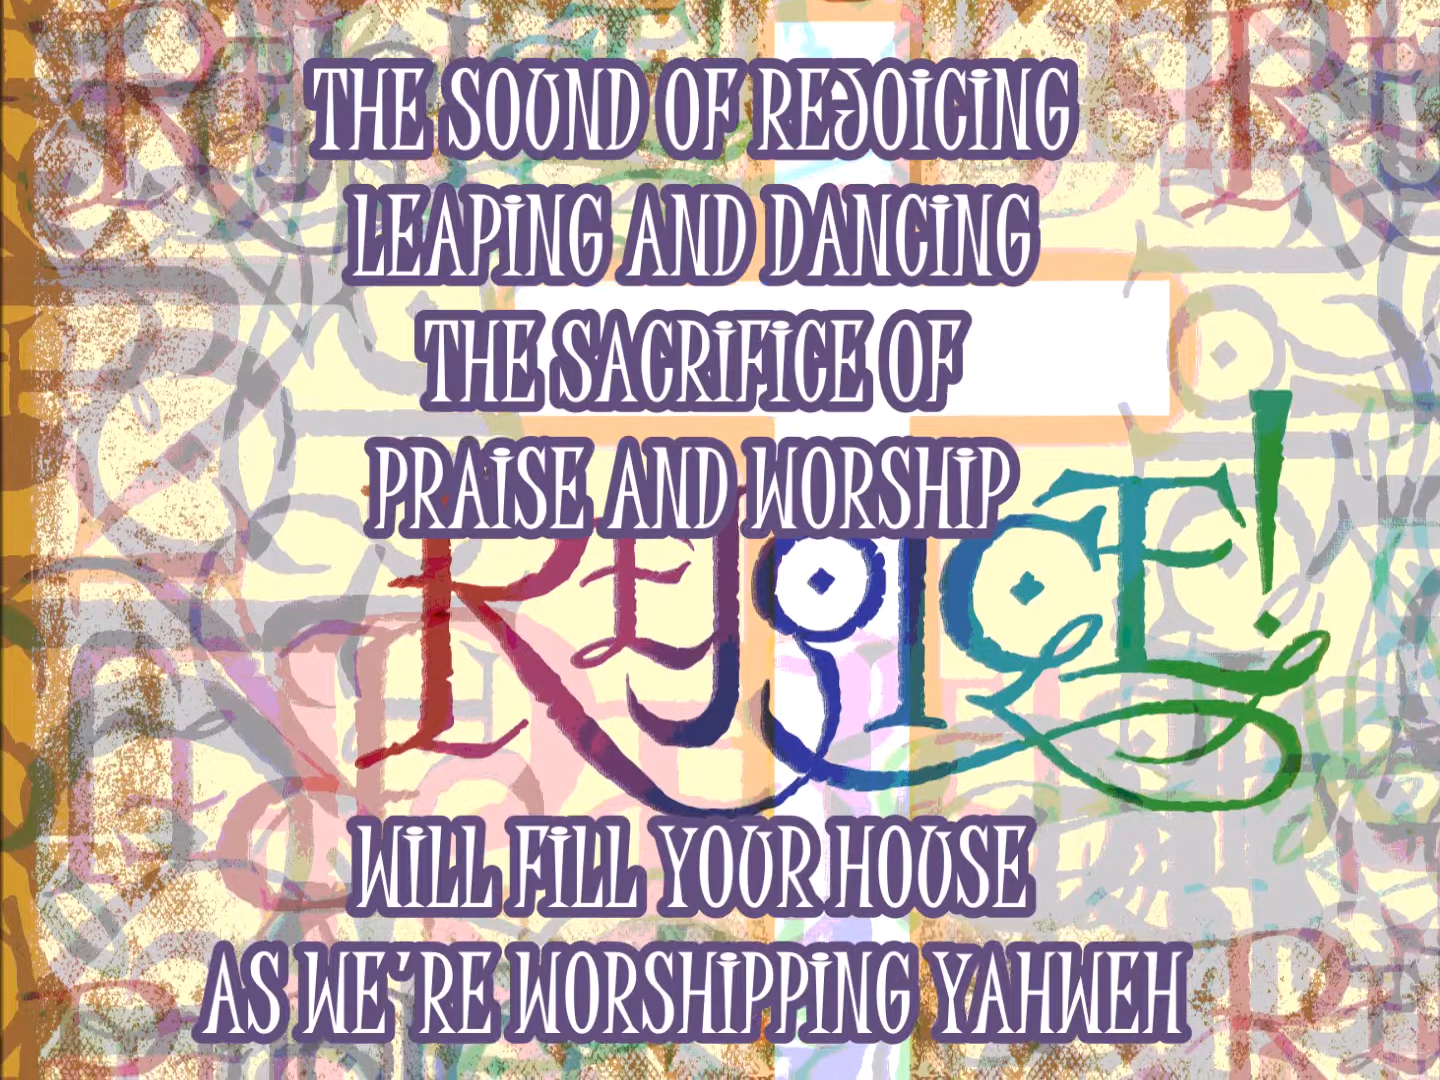 THE SOUND OF REJOICING
LEAPING AND DANCING
THE SACRIFICE OF
PRAISE AND WORSHIP
REJOICE!
WILL FILL YOUR HOUSE
AS WE'RE WORSHIPPING YAHWEH